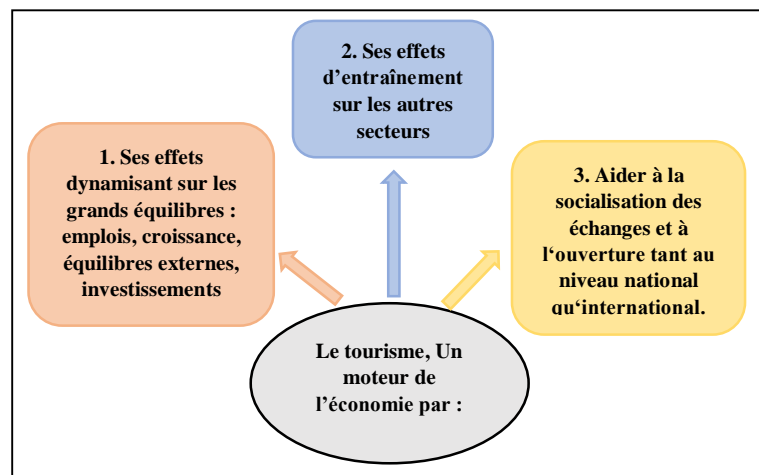 1. Ses effets
dynamisant sur les
grands équilibres :
emplois, croissance,
équilibres externes,
investissements
2. Ses effets
d’entraînement
sur les autres
secteurs
3. Aider à la
socialisation des
échanges et à
l‘ouverture tant au
niveau national
qu‘international.
Le tourisme, Un
moteur de
l’économie par :